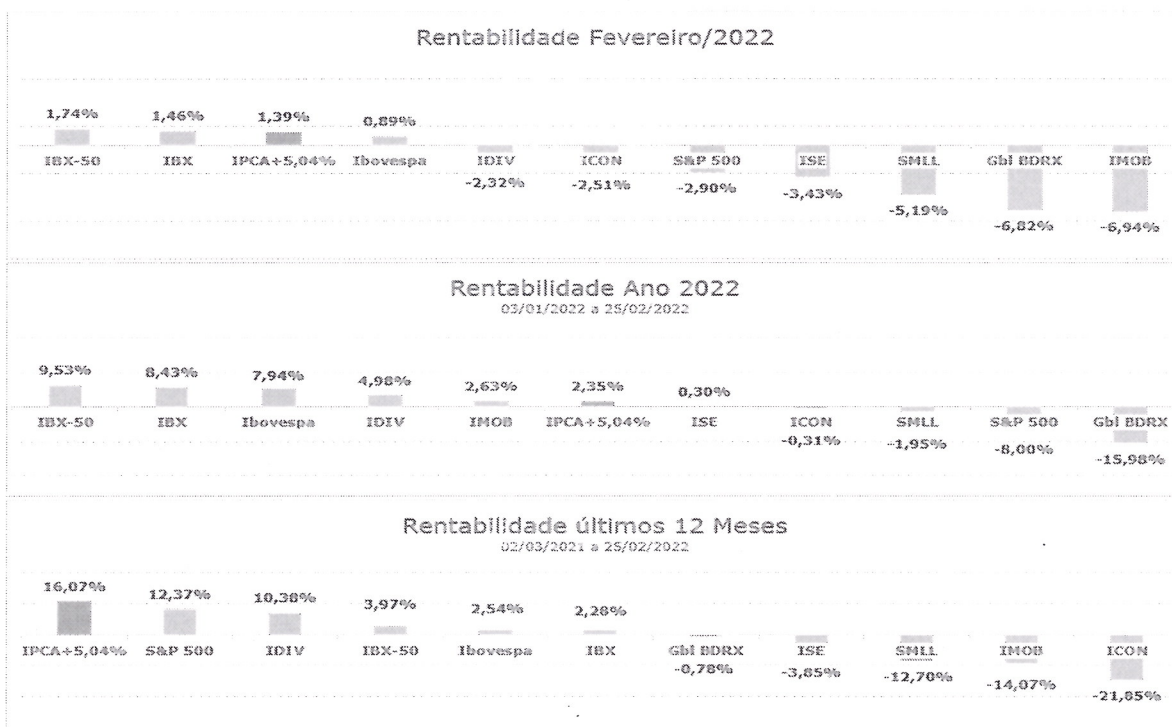 Rentabilidade Fevereiro/2022
1,74% 1,46% 1,39% 0,89%
IBX-50 IBX IPCA+5,04% Ibovespa IDIV ICON S&P 500 ISE SMLL Gbl BDRX IMOB
-2,32% -2,51% -2,90% -3,43% -5,19% -6,82% -6,94%
Rentabilidade Ano 2022
03/01/2022 a 25/02/2022
9,53% 8,43% 7,94% 4,98% 2,63% 2,35% 0,30%
IBX-50 IBX Ibovespa IDIV IMOB IPCA+5,04% ISE ICON SMLL S&P 500 Gbl BDRX
-0,31% -1,95% -8,00% -15,98%
Rentabilidade últimos 12 Meses
02/03/2021 a 25/02/2022
16,07% 12,37% 10,38% 3,97% 2,54% 2,28%
IPCA+5,04% S&P 500 IDIV IBX-50 Ibovespa IBX Gbl BDRX ISE SMLL IMOB ICON
-0,78% -3,85% -12,70% -14,07% -21,85%